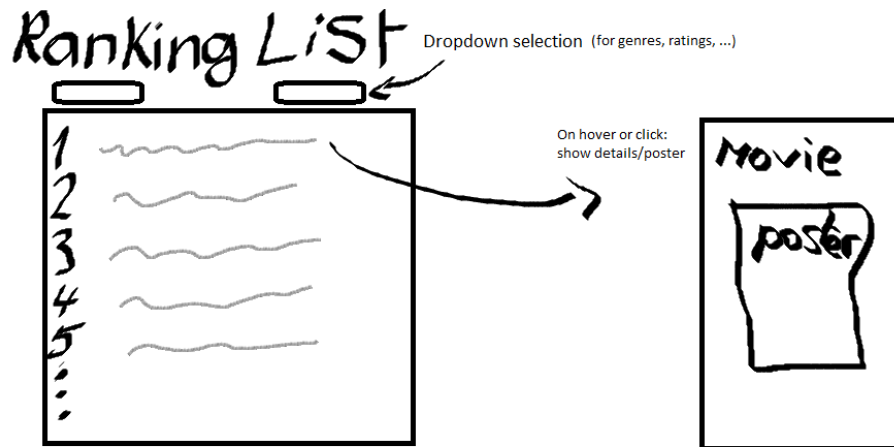 Ranking List
Dropdown selection (for genres, ratings, ...)
1
2
3
4
5
On hover or click:
show details/poster
Movie
poster